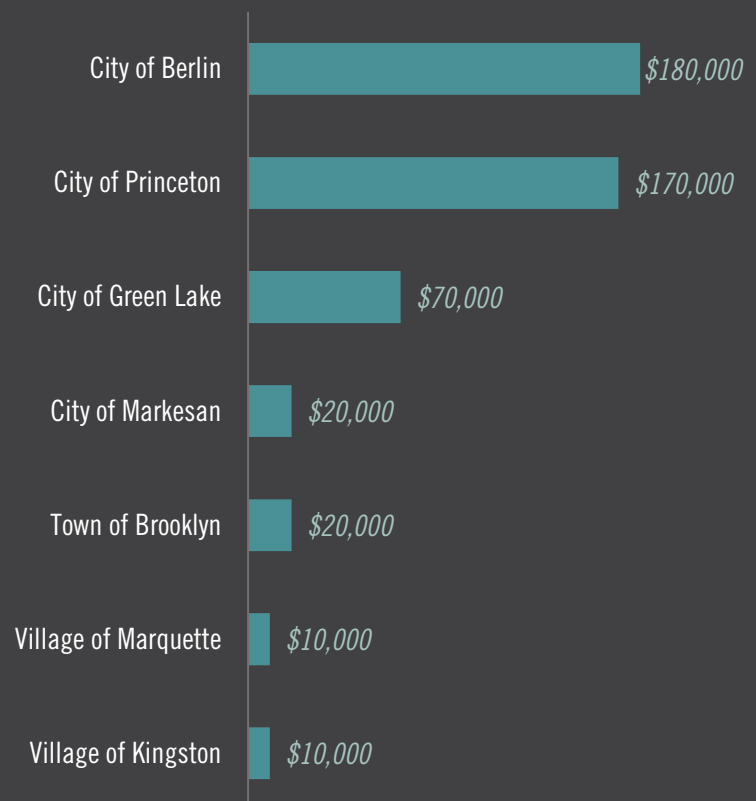 City of Berlin $180,000
City of Princeton $170,000
City of Green Lake $70,000
City of Markesan $20,000
Town of Brooklyn $20,000
Village of Marquette $10,000
Village of Kingston $10,000